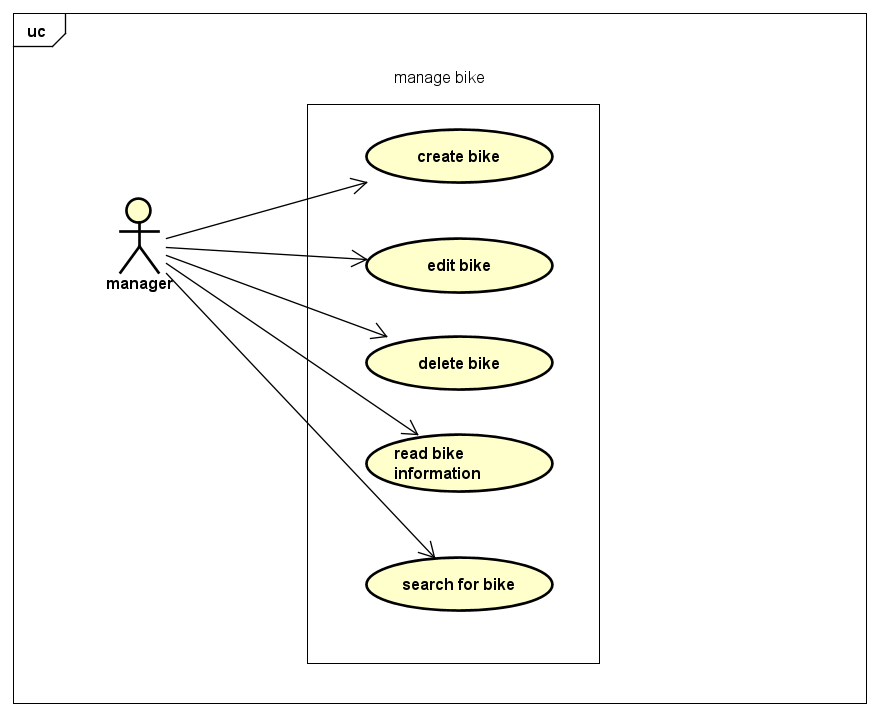 uc
manage bike
create bike
edit bike
manager
delete bike
read bike
information
search for bike